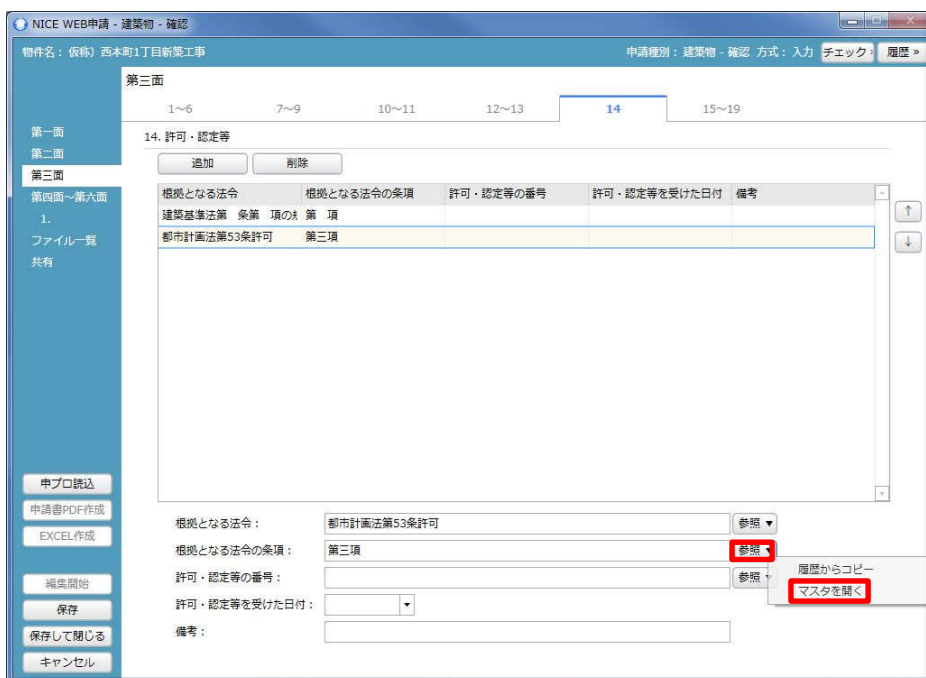 NICE WEB申請 - 建築物 - 確認
物件名：仮称）西本町1丁目新築工事 申請種別：建築物 - 確認 方式：入力 チェック» 履歴 »
第三面
1～6 7～9 10～11 12～13 14 15～19
第一面
第二面
第三面
第四面～第六面
1.
ファイル一覧
共有
14. 許可・認定等
追加 削除
根拠となる法令 根拠となる法令の条項 許可・認定等の番号 許可・認定等を受けた日付 備考
建築基準法第 条第 項の 第 項
都市計画法第53条許可 第三項
↑
↓
申プロ読込
申請書PDF作成
EXCEL作成
編集開始
保存
保存して閉じる
キャンセル
根拠となる法令： 都市計画法第53条許可 参照 ▼
根拠となる法令の条項： 第三項 参照 ▼
許可・認定等の番号： 参照 ▼
許可・認定等を受けた日付：
備考：
履歴からコピー
マスタを開く